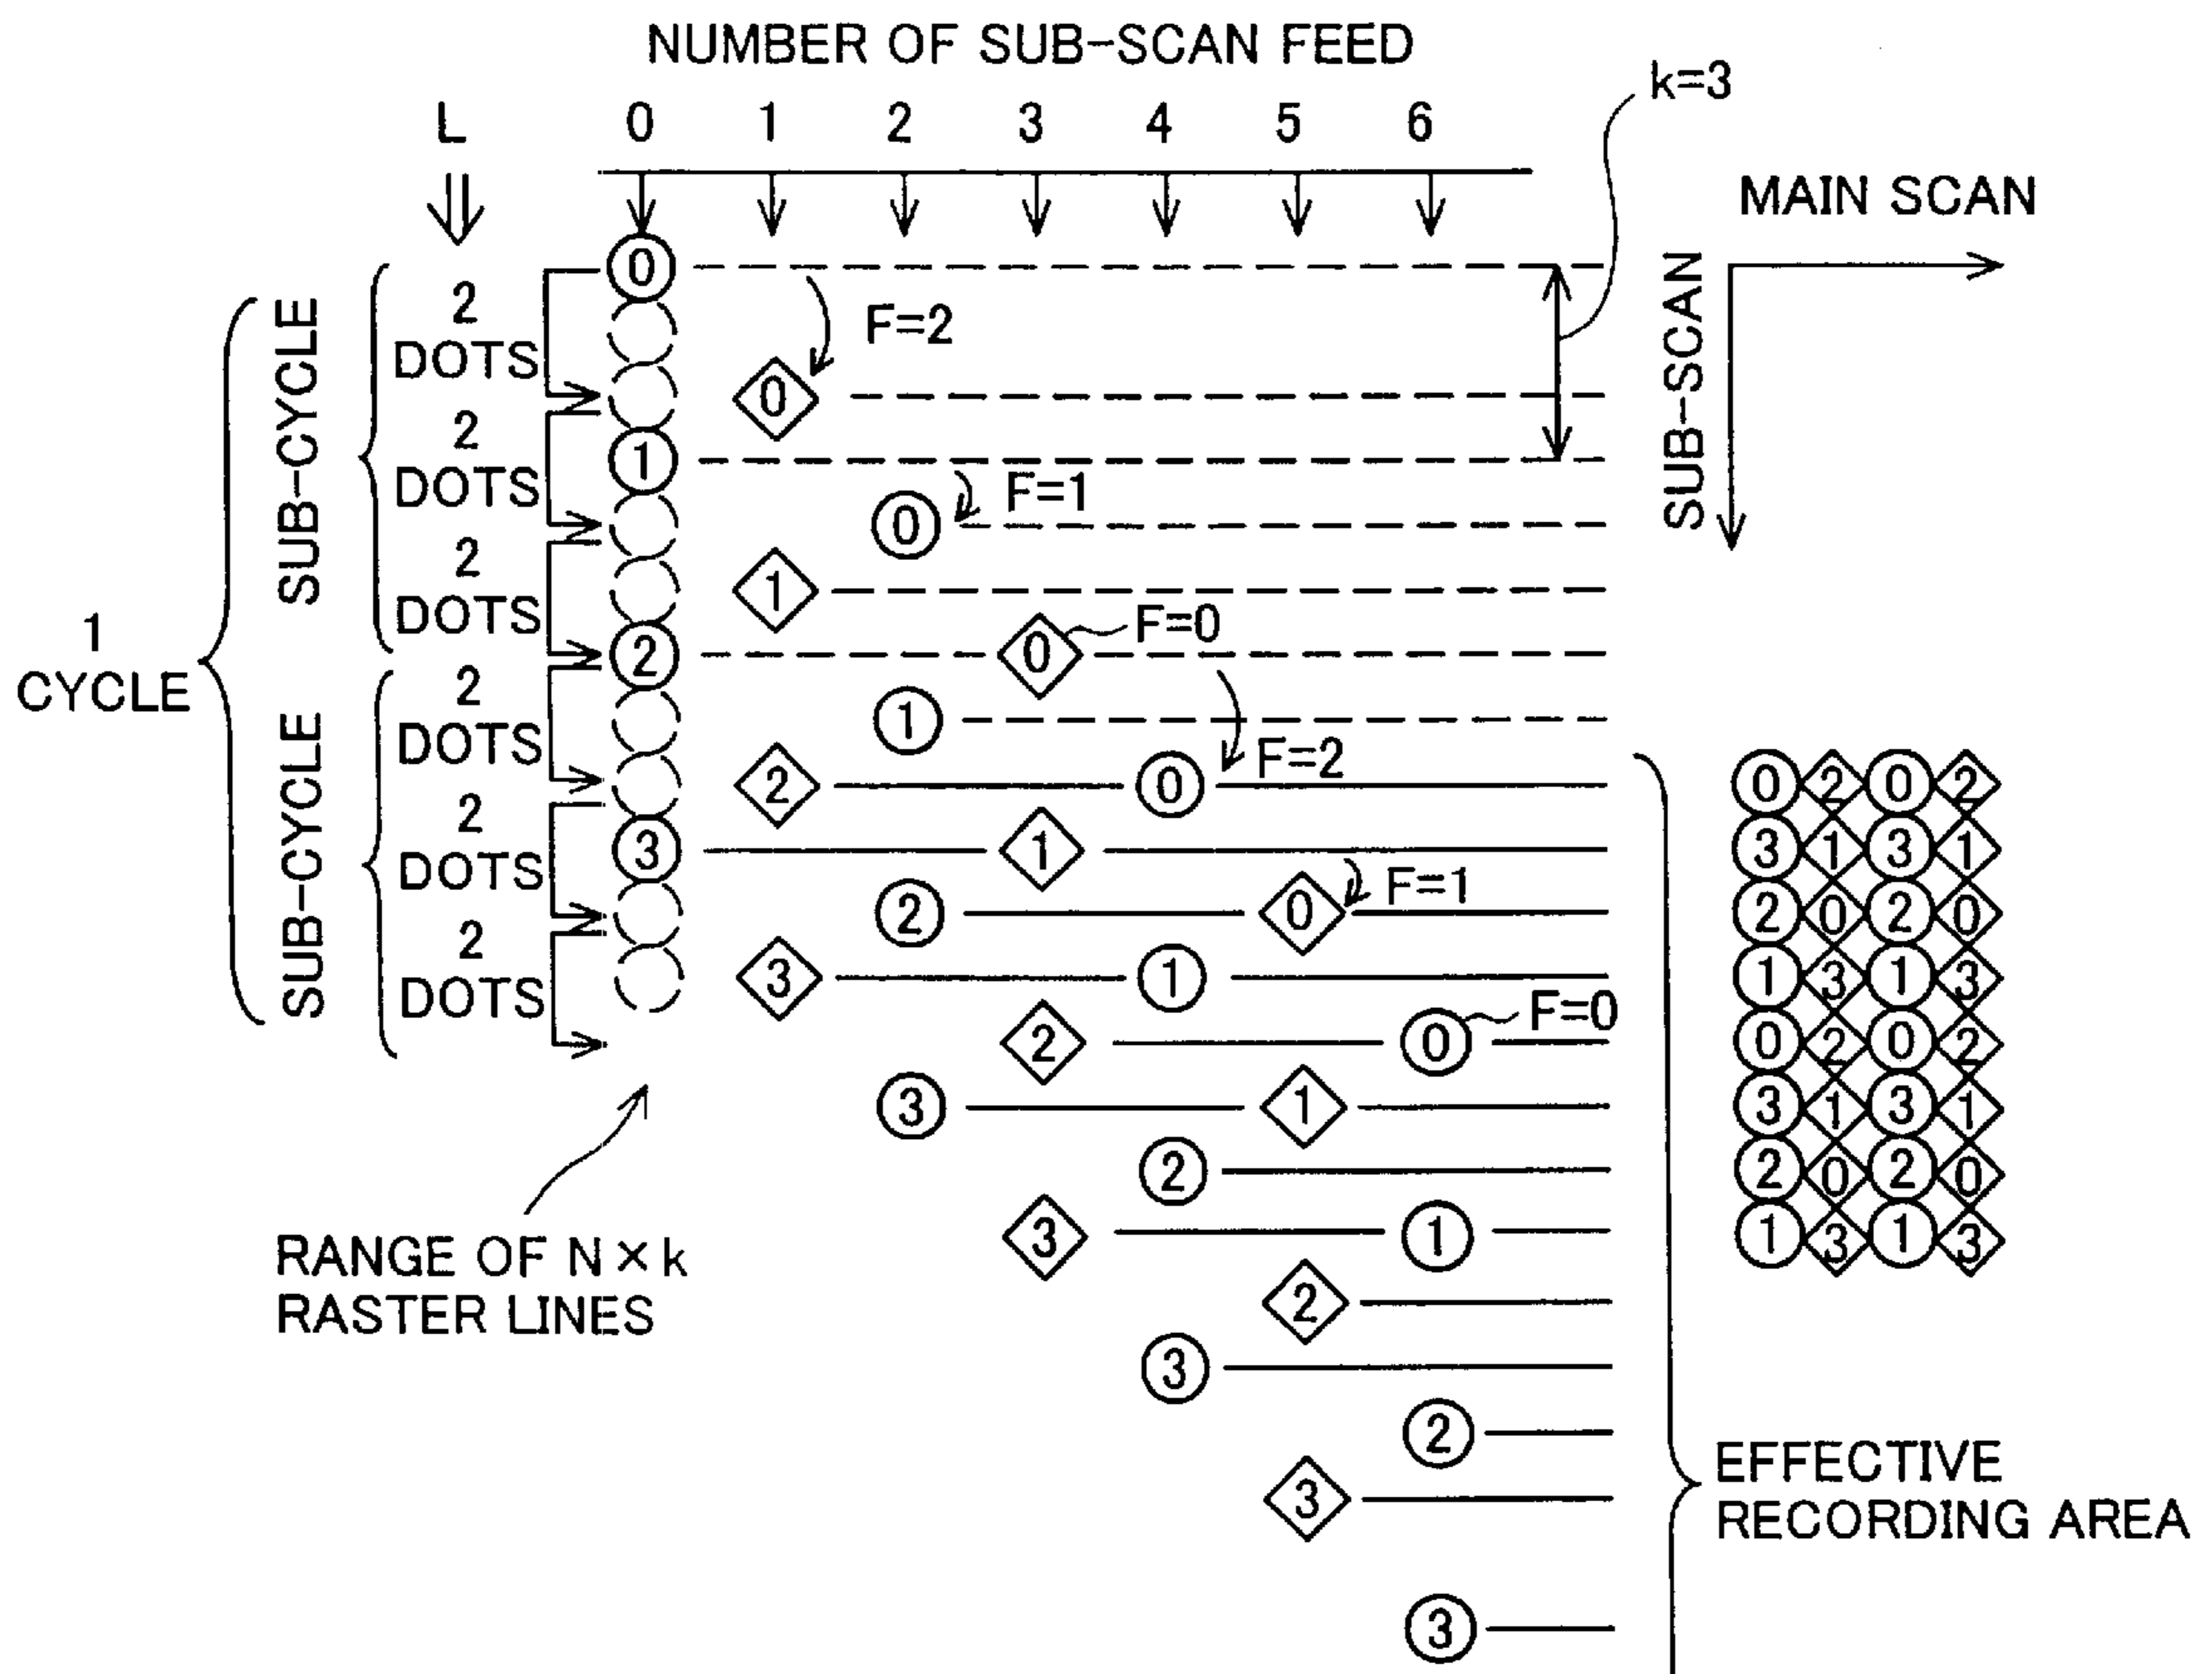 NUMBER OF SUB-SCAN FEED
k=3
L 0 1 2 3 4 5 6
MAIN SCAN
SUB-SCAN
1
CYCLE
SUB-CYCLE
SUB-CYCLE
2
DOTS
2
DOTS
2
DOTS
2
DOTS
2
DOTS
2
DOTS
0
F=2
0
1
F=1
0
1
F=0
2 0
1
2 0 F=2
3 1
2 0 F=1
3 1
2 0 F=0
3 1
2
3 1
2
3
2
3
3
0 2 0 2
3 1 3 1
2 0 2 0
1 3 1 3
0 2 0 2
3 1 3 1
2 0 2 0
1 3 1 3
RANGE OF N×k
RASTER LINES
EFFECTIVE
RECORDING AREA